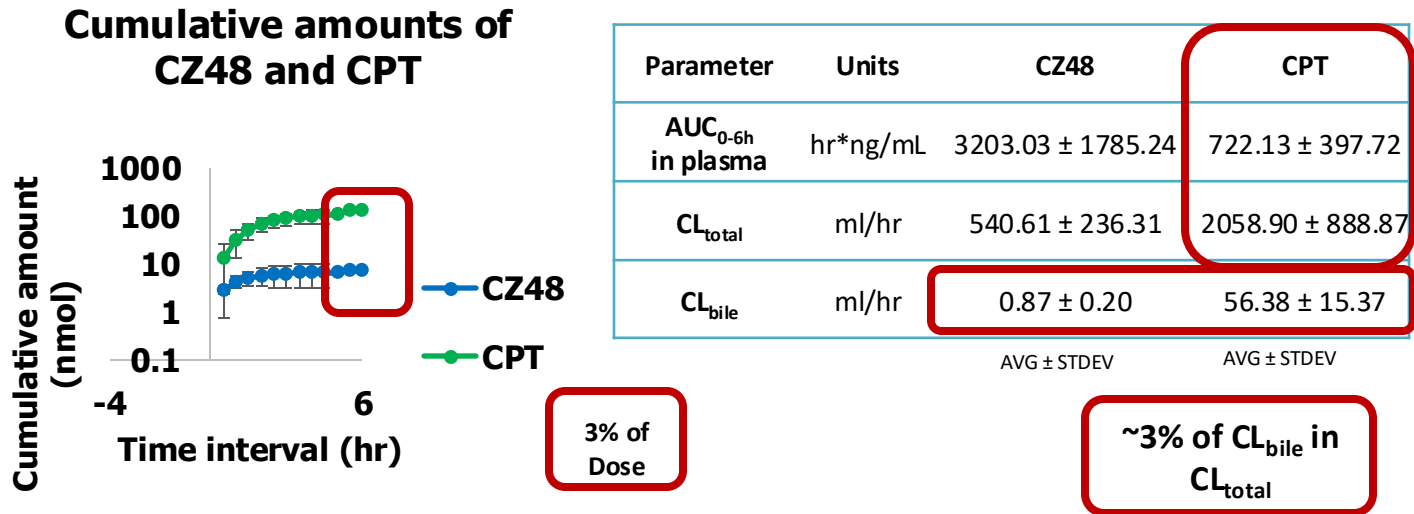 Cumulative amounts of
CZ48 and CPT
Cumulative amount
(nmol)
1000
100
10
1
0.1
-4
6
Time interval (hr)
CZ48
CPT
3% of
Dose
Parameter Units CZ48 CPT
AUC0-6h
in plasma
hr*ng/mL 3203.03 ± 1785.24 722.13 ± 397.72
CLtotal ml/hr 540.61 ± 236.31 2058.90 ± 888.87
CLbile ml/hr 0.87 ± 0.20 56.38 ± 15.37
AVG ± STDEV AVG ± STDEV
~3% of CLbile in
CLtotal